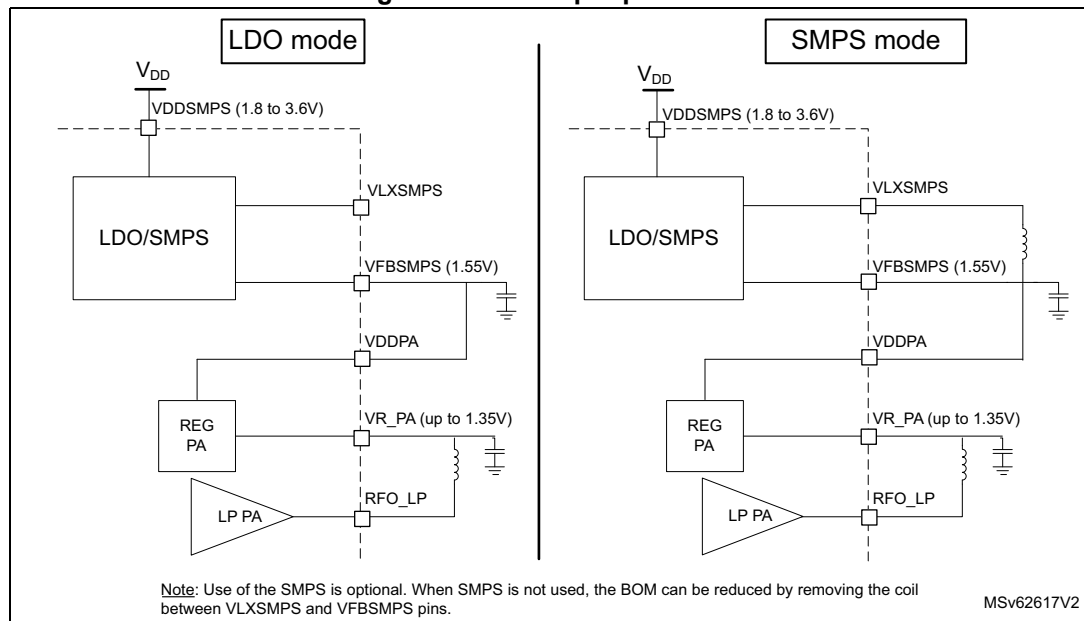 LDO mode
V_DD
VDDSMPS (1.8 to 3.6V)
VLXSMPS
LDO/SMPS
VFBSMPS (1.55V)
VDDPA
REG
PA
VR_PA (up to 1.35V)
RFO_LP
LP PA
SMPS mode
V_DD
VDDSMPS (1.8 to 3.6V)
VLXSMPS
LDO/SMPS
VFBSMPS (1.55V)
VDDPA
REG
PA
VR_PA (up to 1.35V)
RFO_LP
LP PA
Note: Use of the SMPS is optional. When SMPS is not used, the BOM can be reduced by removing the coil
between VLXSMPS and VFBSMPS pins.
MSv62617V2